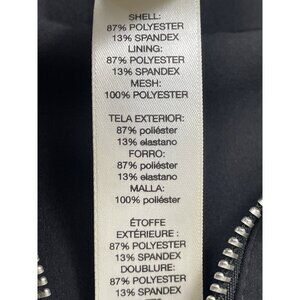 SHELL:
87% POLYESTER
13% SPANDEX
LINING:
87% POLYESTER
13% SPANDEX
MESH:
100% POLYESTER
TELA EXTERIOR:
87% poliéster
13% elastano
FORRO:
87% poliéster
13% elastano
MALLA:
100% poliéster
ÉTOFFE
EXTÉRIEURE :
87% POLYESTER
13% SPANDEX
DOUBLURE:
87% POLYESTER
13% SPANDEX